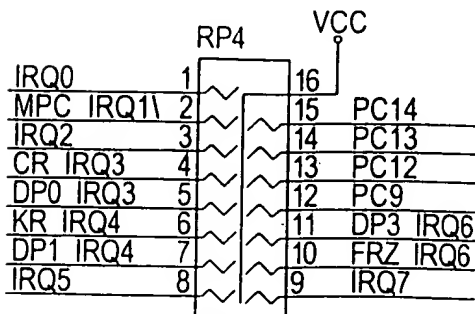 VCC
RP4
IRQ0 1 16
MPC IRQ1\ 2 15 PC14
IRQ2 3 14 PC13
CR IRQ3 4 13 PC12
DP0 IRQ3 5 12 PC9
KR IRQ4 6 11 DP3 IRQ6
DP1 IRQ4 7 10 FRZ IRQ6
IRQ5 8 9 IRQ7